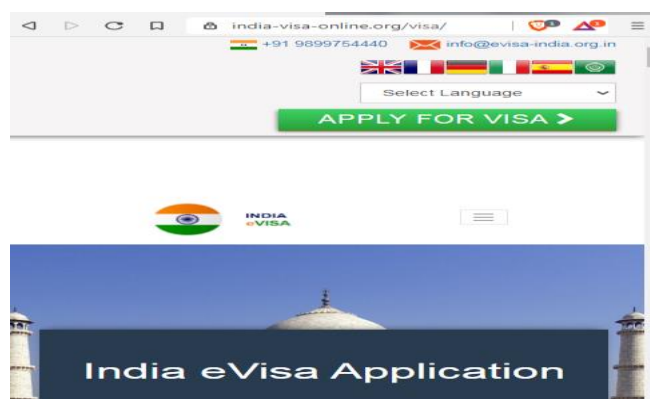 india-visa-online.org/visa/
+91 9899754440 info@evisa-india.org.in
Select Language
APPLY FOR VISA >
INDIA
eVISA
India eVisa Application